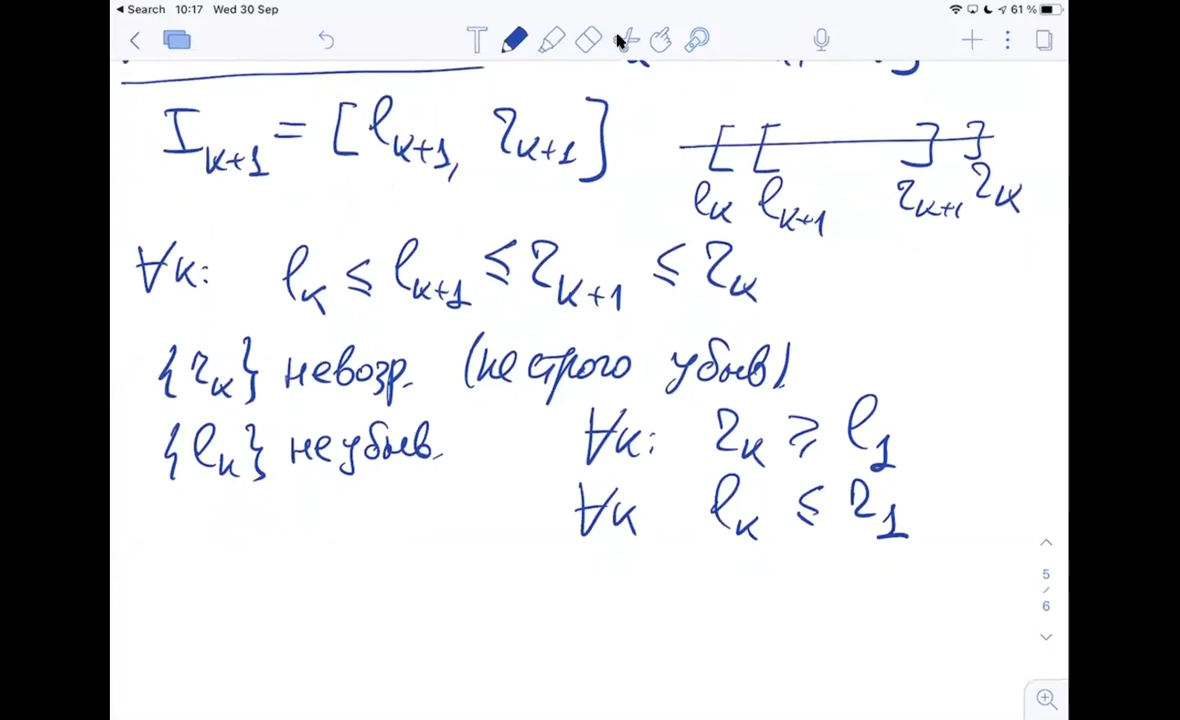 Search 10:17 Wed 30 Sep 61 %
T
I_{k+1} = [l_{k+1}, r_{k+1}]
[ [ ] ]
l_k l_{k+1} r_{k+1} r_k
∀k: l_k ≤ l_{k+1} ≤ r_{k+1} ≤ r_k
{r_k} невозр. (нестрого убыв)
{l_k} неубыв.
∀k: r_k ≥ l_1
∀k l_k ≤ r_1
5
/
6